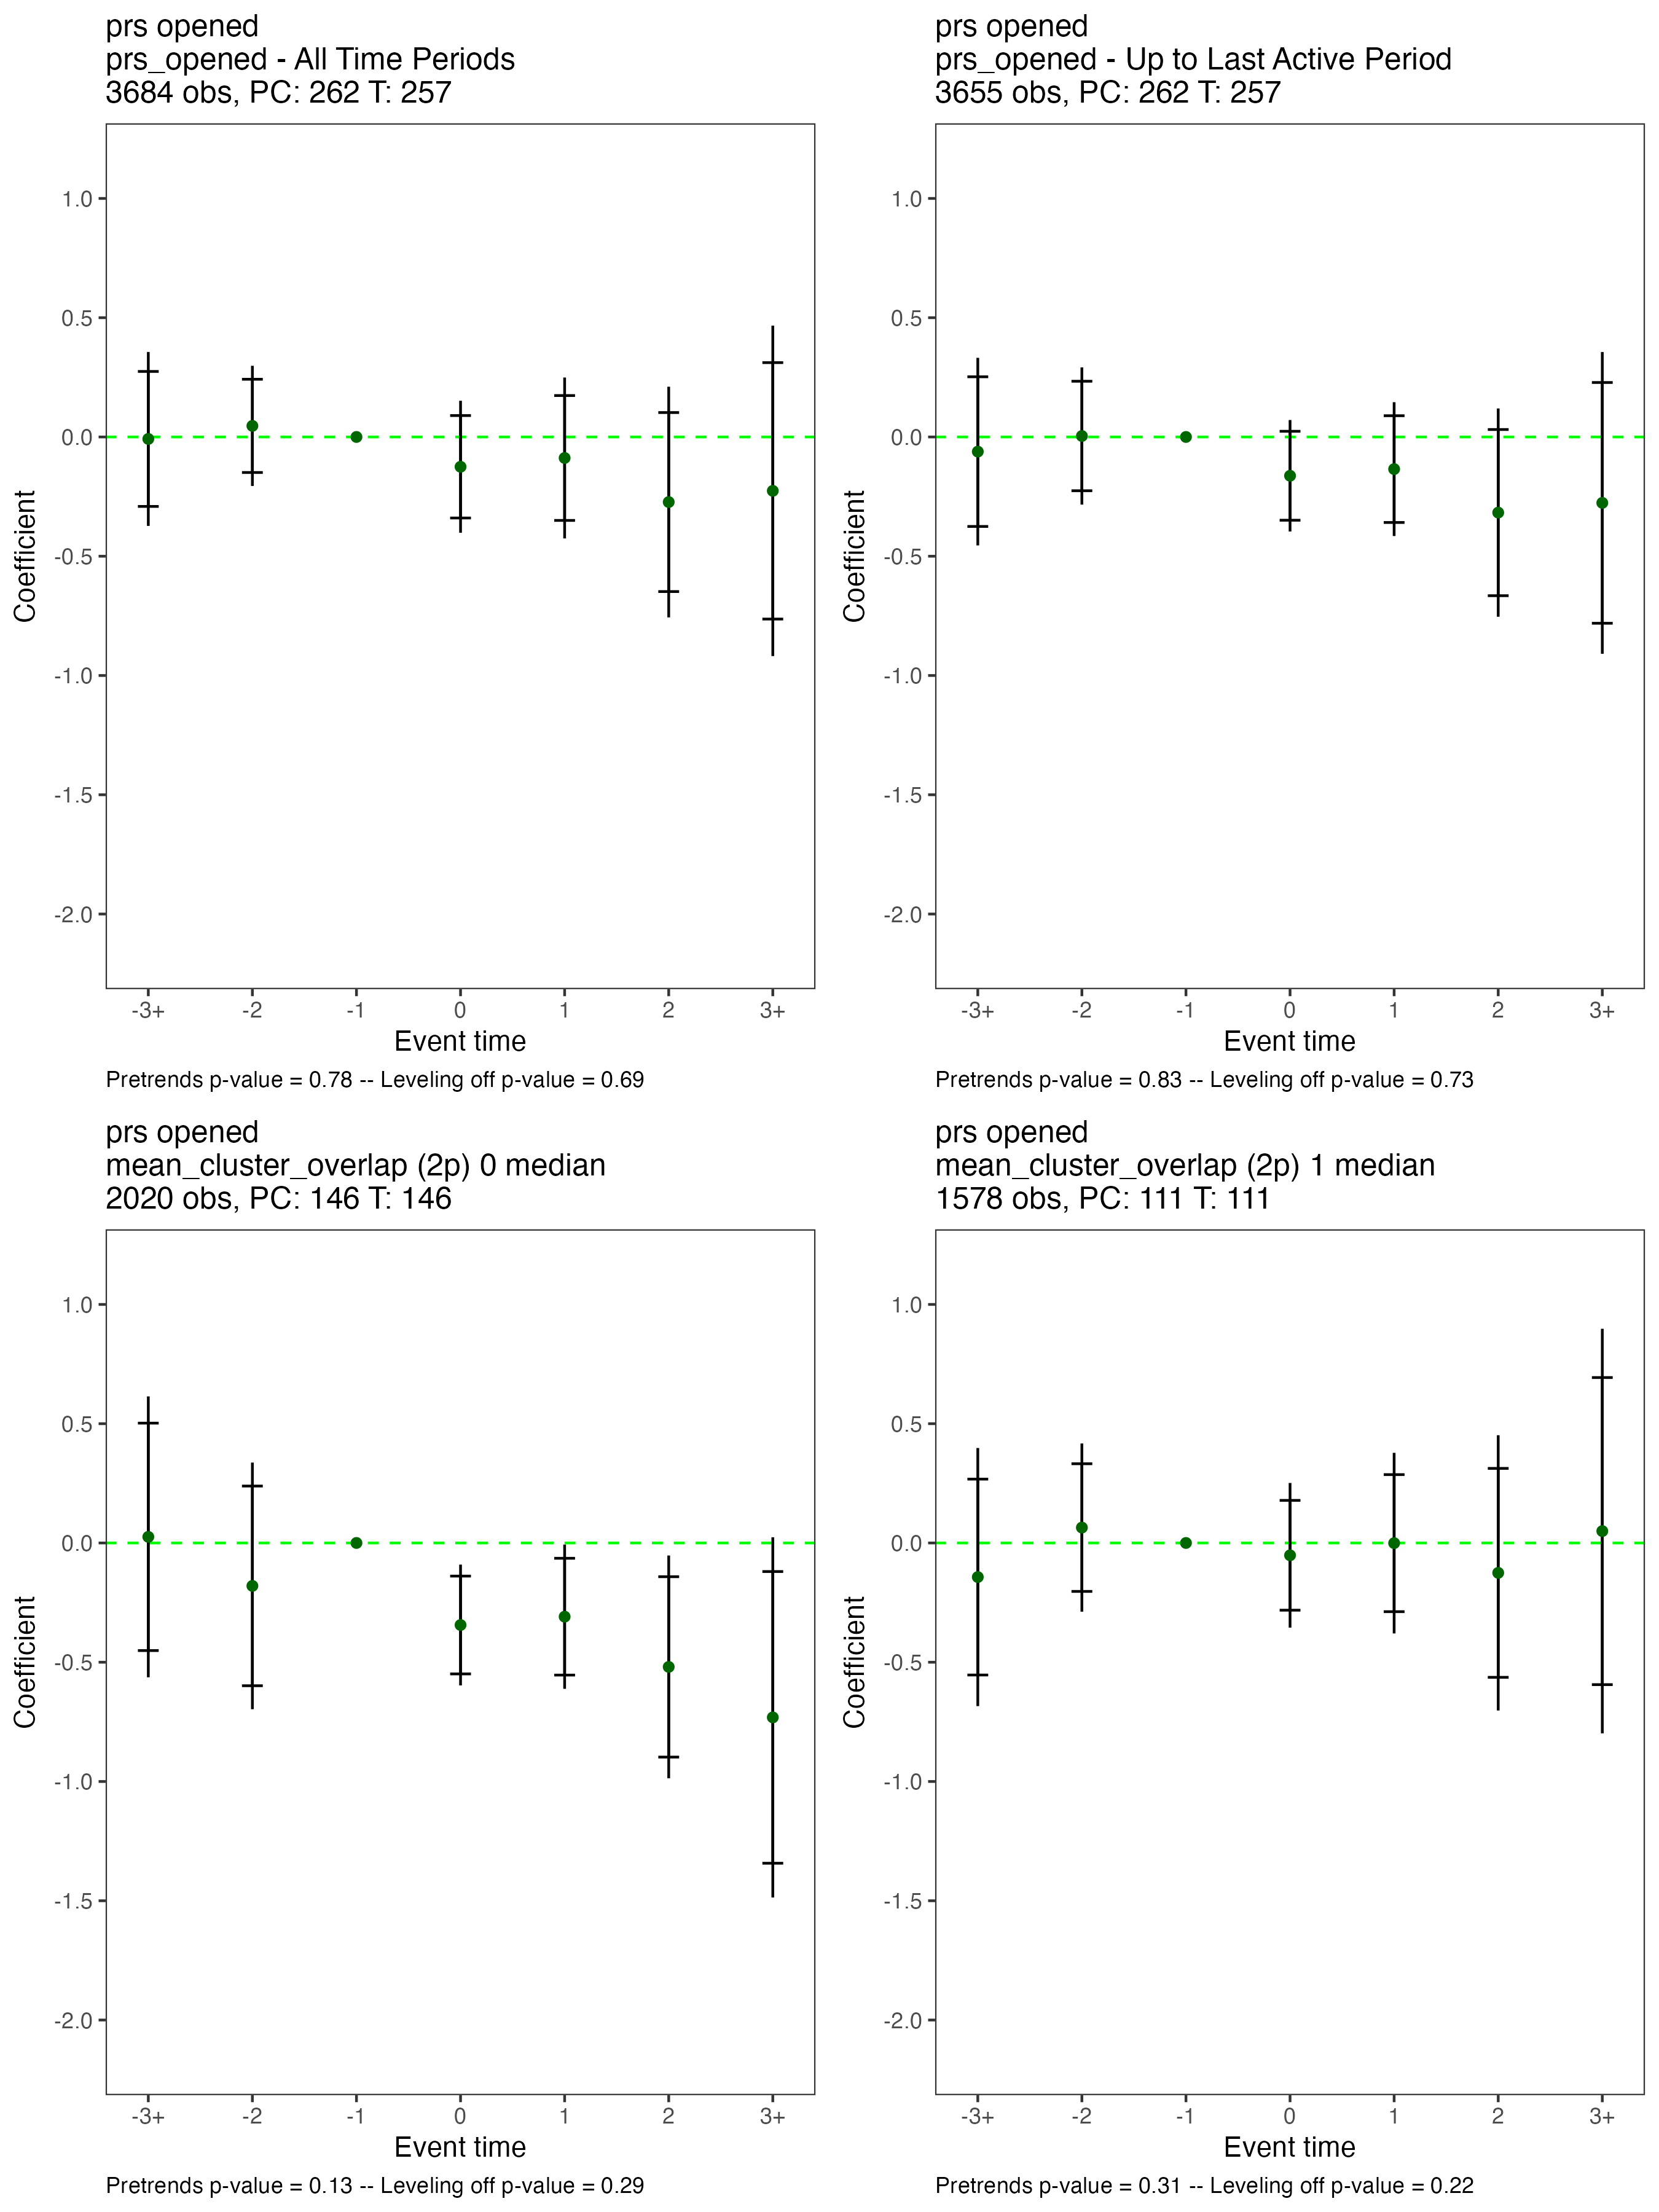 prs opened
prs_opened - All Time Periods
3684 obs, PC: 262 T: 257
1.0
0.5
0.0
-0.5
-1.0
-1.5
-2.0
Coefficient
-3+ -2 -1 0 1 2 3+
Event time
Pretrends p-value = 0.78 -- Leveling off p-value = 0.69
prs opened
prs_opened - Up to Last Active Period
3655 obs, PC: 262 T: 257
1.0
0.5
0.0
-0.5
-1.0
-1.5
-2.0
Coefficient
-3+ -2 -1 0 1 2 3+
Event time
Pretrends p-value = 0.83 -- Leveling off p-value = 0.73
prs opened
mean_cluster_overlap (2p) 0 median
2020 obs, PC: 146 T: 146
1.0
0.5
0.0
-0.5
-1.0
-1.5
-2.0
Coefficient
-3+ -2 -1 0 1 2 3+
Event time
Pretrends p-value = 0.13 -- Leveling off p-value = 0.29
prs opened
mean_cluster_overlap (2p) 1 median
1578 obs, PC: 111 T: 111
1.0
0.5
0.0
-0.5
-1.0
-1.5
-2.0
Coefficient
-3+ -2 -1 0 1 2 3+
Event time
Pretrends p-value = 0.31 -- Leveling off p-value = 0.22